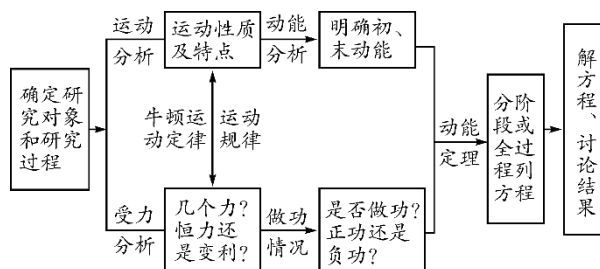 确定研
究对象
和研究
过程
运动
分析
运动性质
及特点
动能
分析
明确初、
末动能
牛顿运
动定律
运动
规律
受力
分析
几个力?
恒力还
是变利?
做功
情况
是否做功?
正功还是
负功?
动能
定理
分阶
段或
全过
程列
方程
解方程、讨论结果